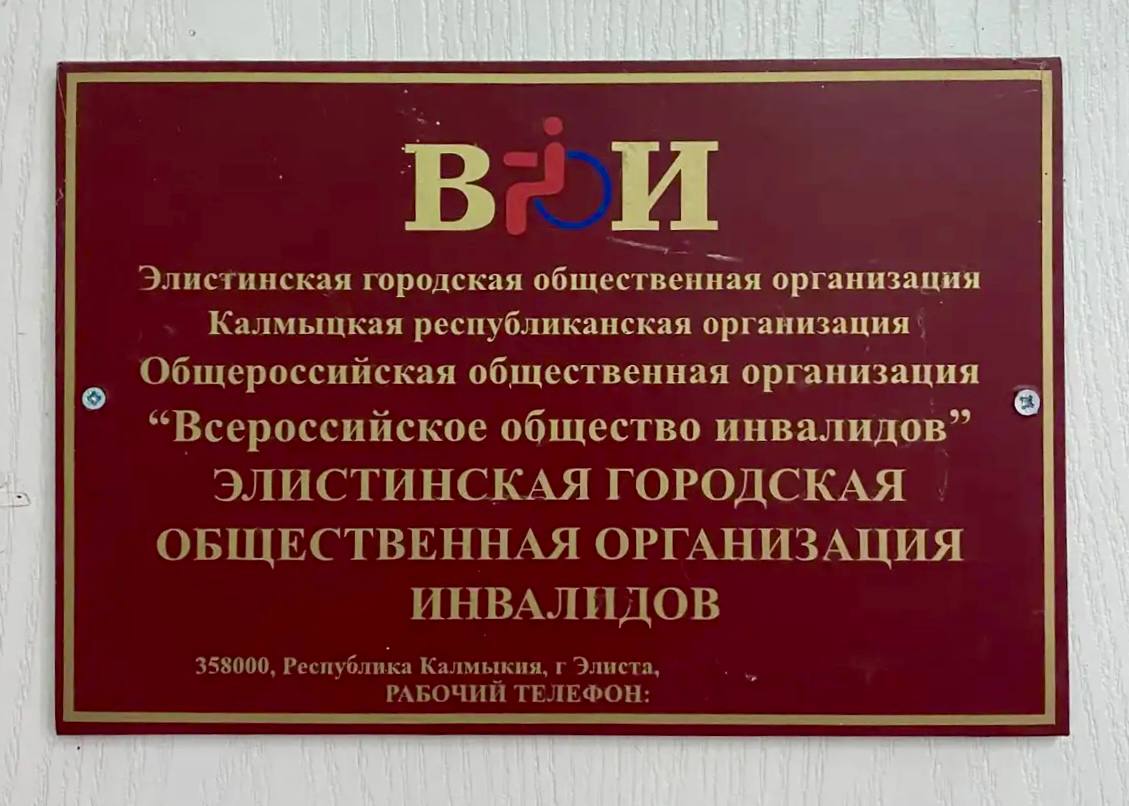 ВОИ
Элистинская городская общественная организация
Калмыцкая республиканская организация
Общероссийская общественная организация
“Всероссийское общество инвалидов”
ЭЛИСТИНСКАЯ ГОРОДСКАЯ
ОБЩЕСТВЕННАЯ ОРГАНИЗАЦИЯ
ИНВАЛИДОВ
358000, Республика Калмыкия, г Элиста,
РАБОЧИЙ ТЕЛЕФОН: